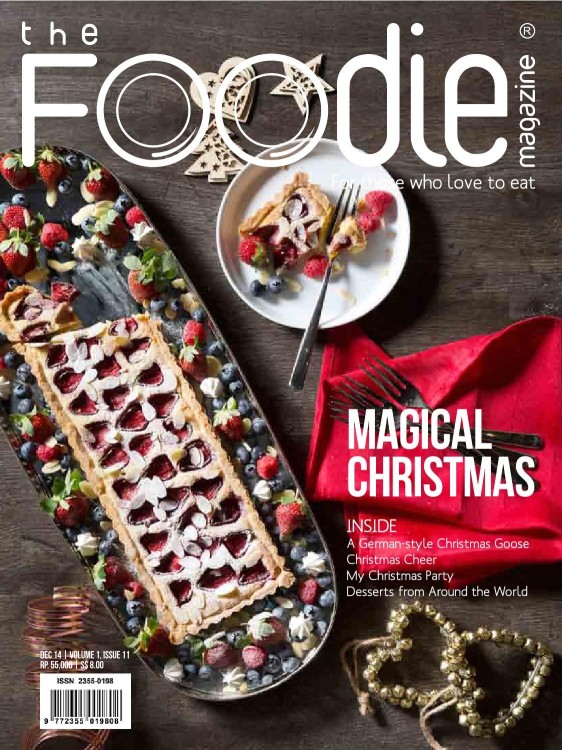 the
Foodie
®
magazine
For those who love to eat
MAGICAL
CHRISTMAS
INSIDE
A German-style Christmas Goose
Christmas Cheer
My Christmas Party
Desserts from Around the World
DEC 14 | VOLUME 1, ISSUE 11
RP 55,000 | S$ 8.00
ISSN 2355-0198
9 772355 019808